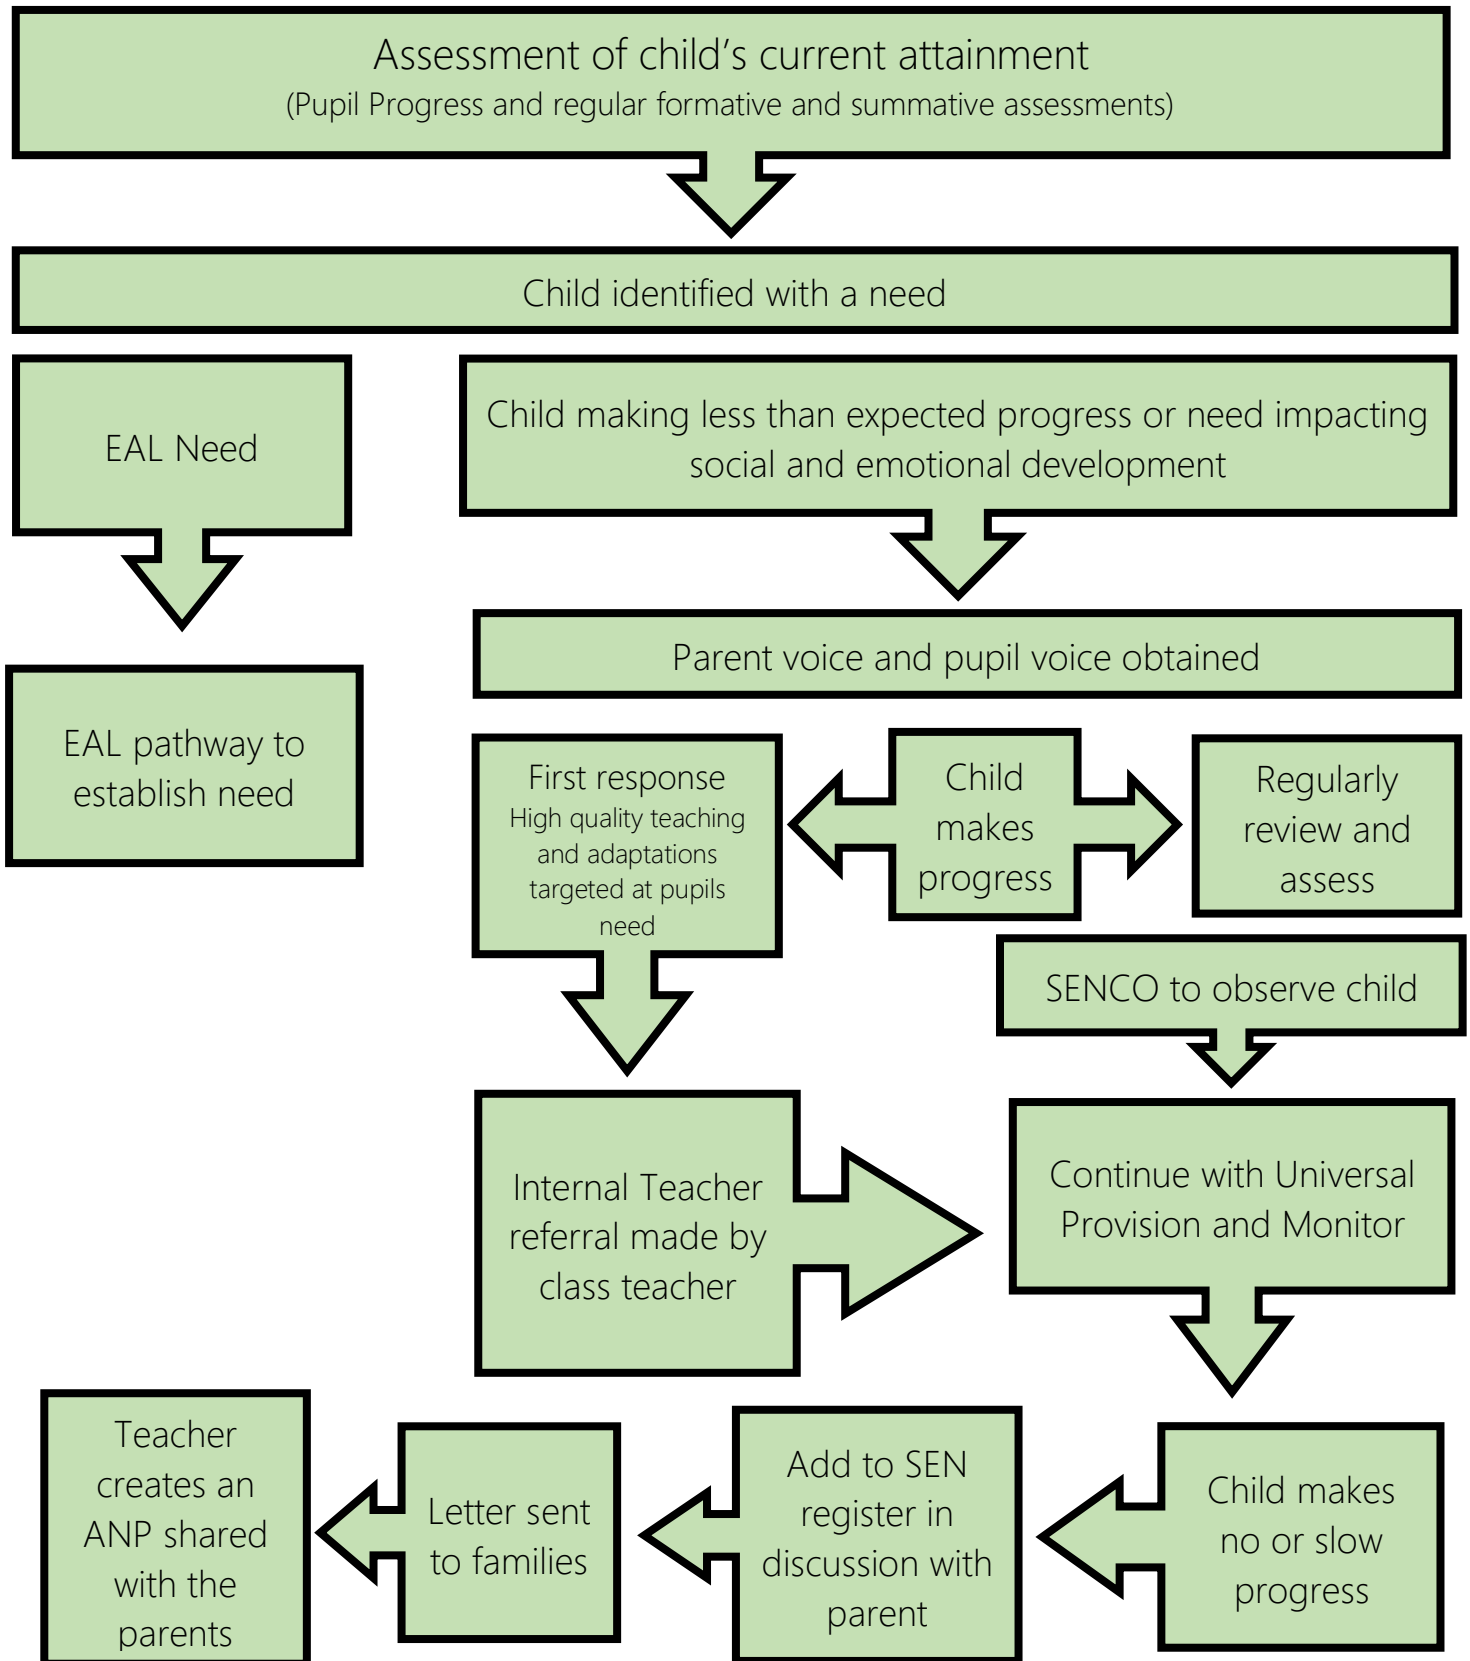 Assessment of child’s current attainment
(Pupil Progress and regular formative and summative assessments)
Child identified with a need
EAL Need
Child making less than expected progress or need impacting
social and emotional development
EAL pathway to
establish need
Parent voice and pupil voice obtained
First response
High quality teaching
and adaptations
targeted at pupils
need
Child
makes
progress
Regularly
review and
assess
SENCO to observe child
Internal Teacher
referral made by
class teacher
Continue with Universal
Provision and Monitor
Child makes
no or slow
progress
Add to SEN
register in
discussion with
parent
Letter sent
to families
Teacher
creates an
ANP shared
with the
parents